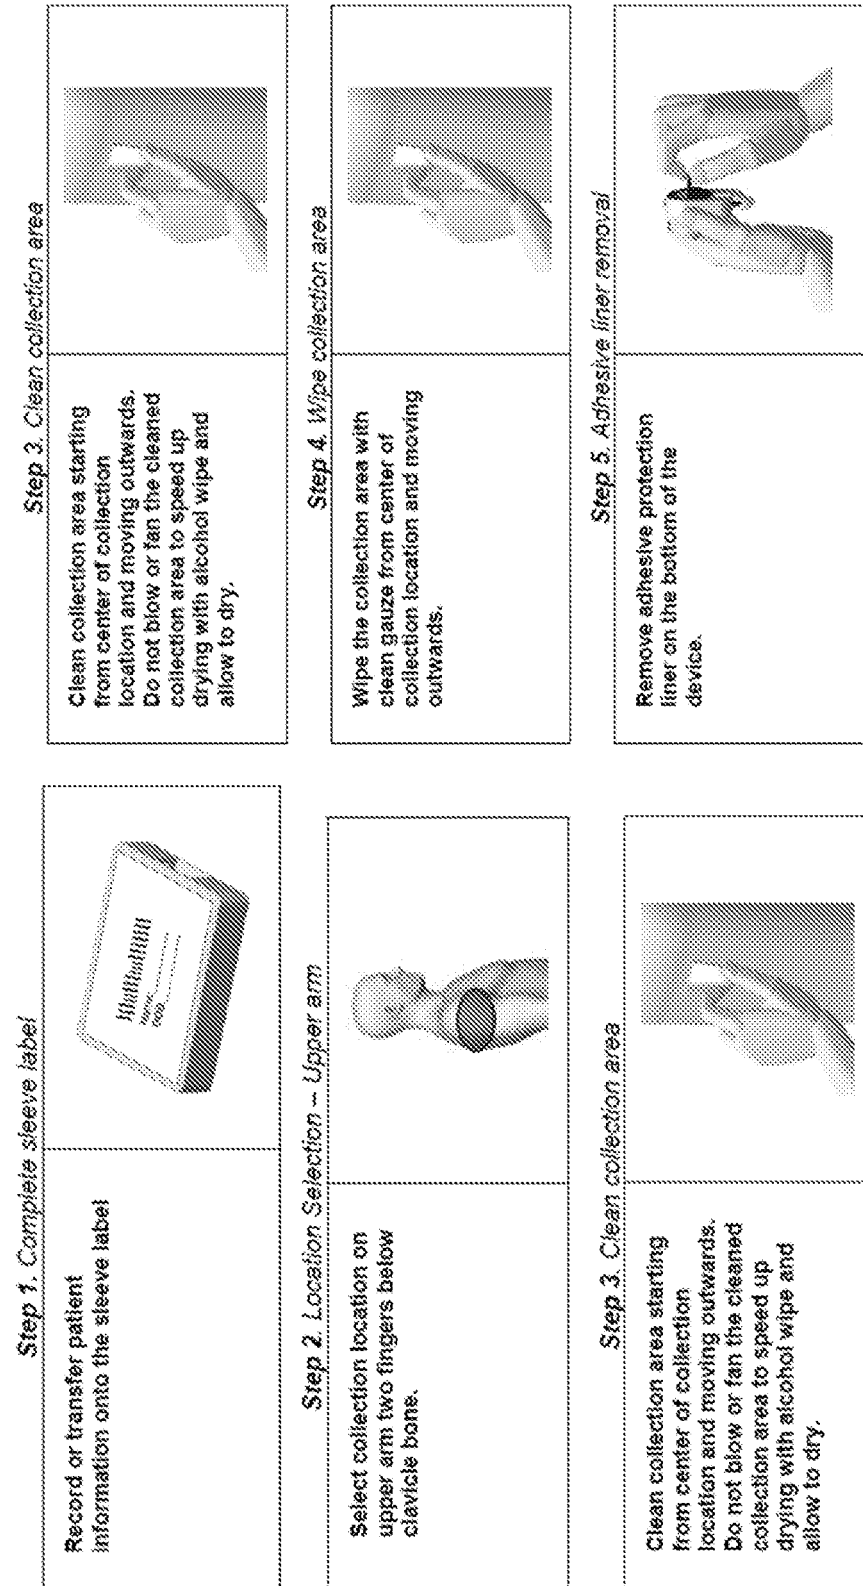 Step 1. Complete sleeve label
Record or transfer patient
information onto the sleeve label
Step 2. Location Selection – Upper arm
Select collection location on
upper arm two fingers below
clavicle bone.
Step 3. Clean collection area
Clean collection area starting
from center of collection
location and moving outwards.
Do not blow or fan the cleaned
collection area to speed up
drying with alcohol wipe and
allow to dry.
Step 3. Clean collection area
Clean collection area starting
from center of collection
location and moving outwards.
Do not blow or fan the cleaned
collection area to speed up
drying with alcohol wipe and
allow to dry.
Step 4. Wipe collection area
Wipe the collection area with
clean gauze from center of
collection location and moving
outwards.
Step 5. Adhesive liner removal
Remove adhesive protection
liner on the bottom of the
device.